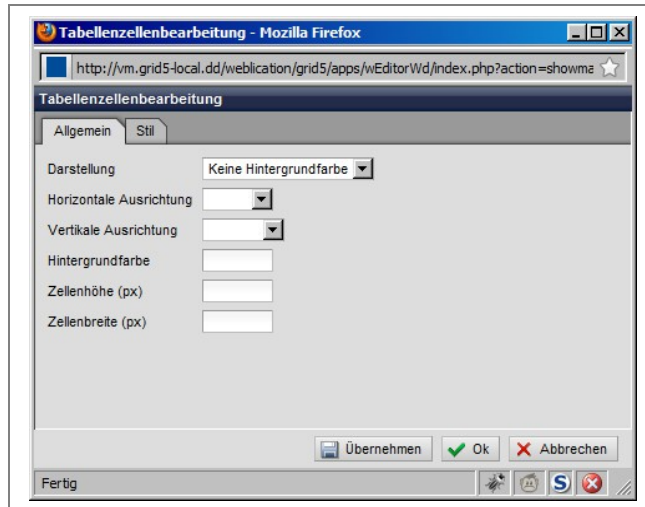 Tabellenzellenbearbeitung - Mozilla Firefox
http://vm.grid5-local.dd/weblication/grid5/apps/wEditorWd/index.php?action=showma
Tabellenzellenbearbeitung
Allgemein Stil
Darstellung Keine Hintergrundfarbe
Horizontale Ausrichtung
Vertikale Ausrichtung
Hintergrundfarbe
Zellenhöhe (px)
Zellenbreite (px)
Übernehmen Ok Abbrechen
Fertig S